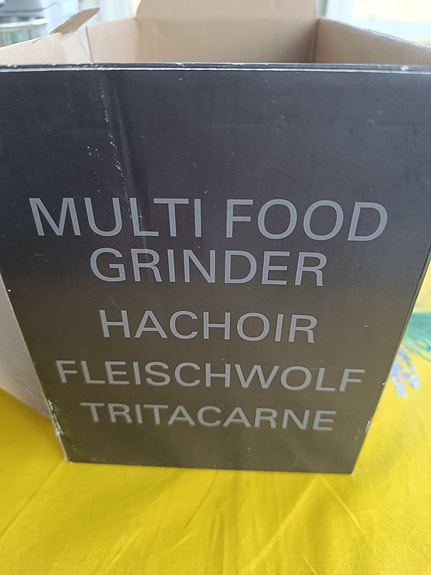 MULTI FOOD
GRINDER
HACHOIR
FLEISCHWOLF
TRITACARNE